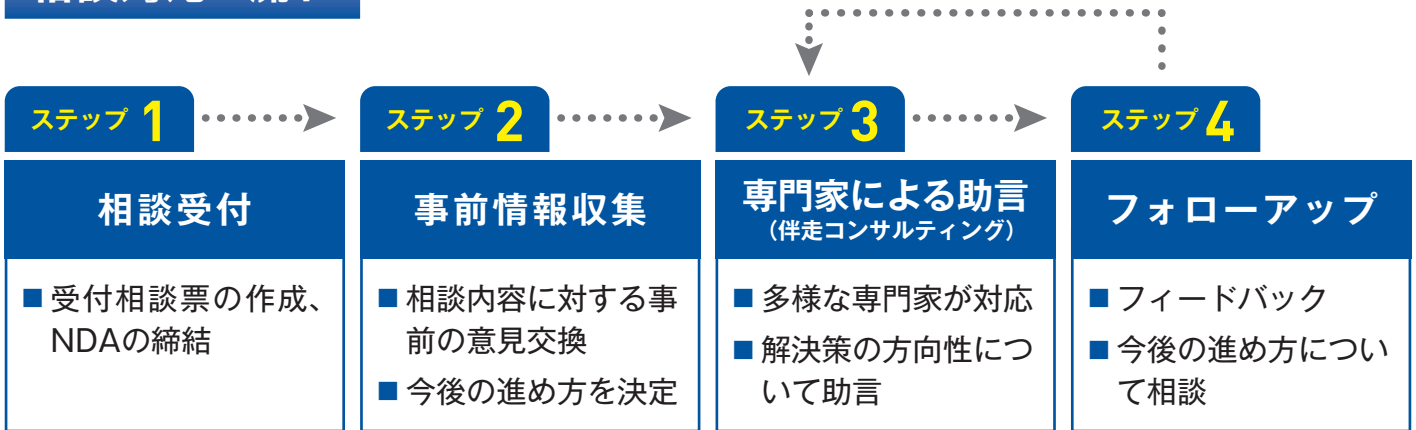 ステップ 1
ステップ 2
ステップ 3
ステップ 4
相談受付
事前情報収集
専門家による助言
(伴走コンサルティング)
フォローアップ
■ 受付相談票の作成、
NDAの締結
■ 相談内容に対する事
前の意見交換
■ 今後の進め方を決定
■ 多様な専門家が対応
■ 解決策の方向性につ
いて助言
■ フィードバック
■ 今後の進め方につい
て相談